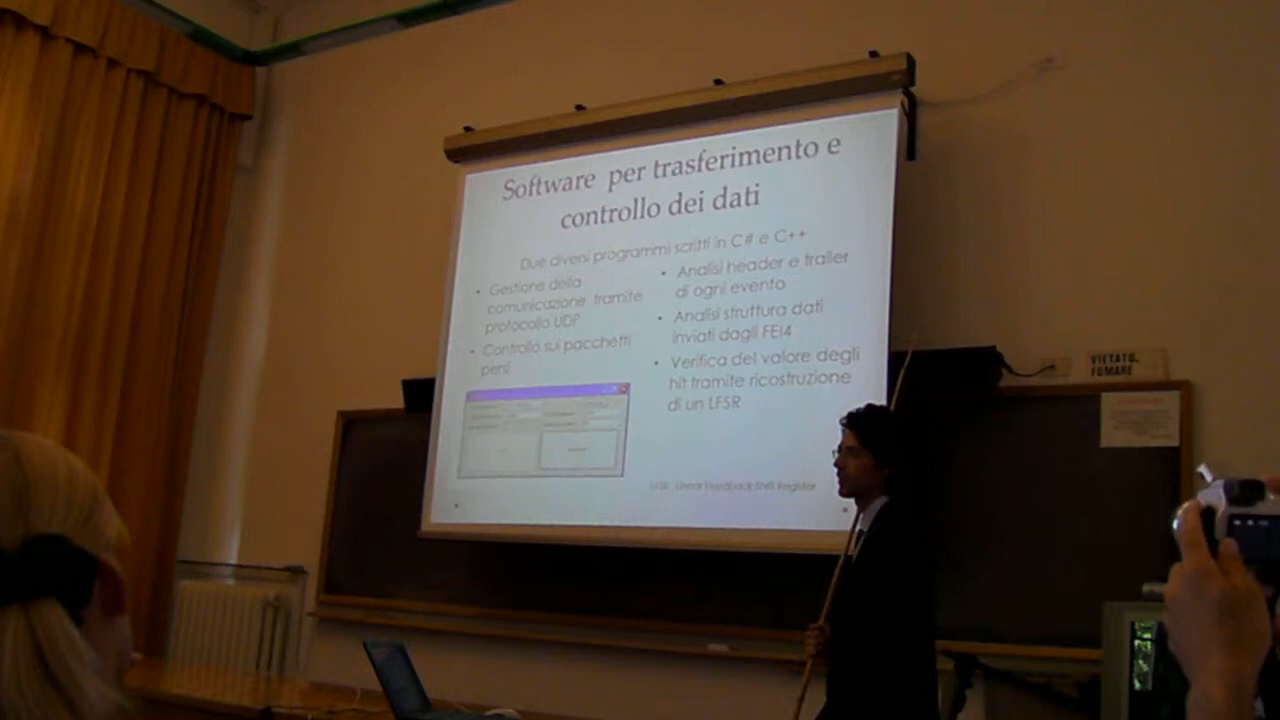 Software per trasferimento e
controllo dei dati
Due diversi programmi scritti in C# e C++
• Gestione della
comunicazione tramite
protocollo UDP
• Controllo sui pacchetti
persi
• Analisi header e trailer
di ogni evento
• Analisi struttura dati
inviati dagli FEI4
• Verifica del valore degli
hit tramite ricostruzione
di un LFSR
LFSR: Linear Feedback Shift Register
VIETATO
FUMARE